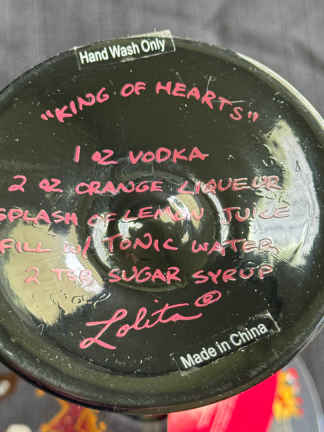 Hand Wash Only
"KING OF HEARTS"
1 oz VODKA
2 oz ORANGE LIQUEUR
SPLASH OF LEMON JUICE
FILL W/ TONIC WATER
2 TSB SUGAR SYRUP
Lolita®
Made in China